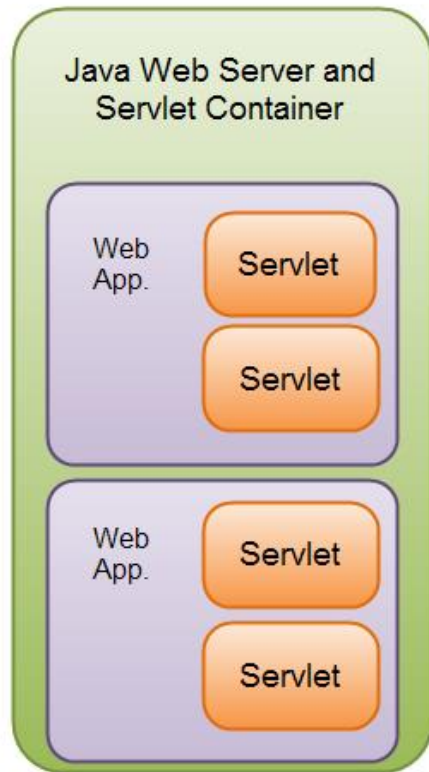 Java Web Server and
Servlet Container
Web
App.
Servlet
Servlet
Web
App.
Servlet
Servlet